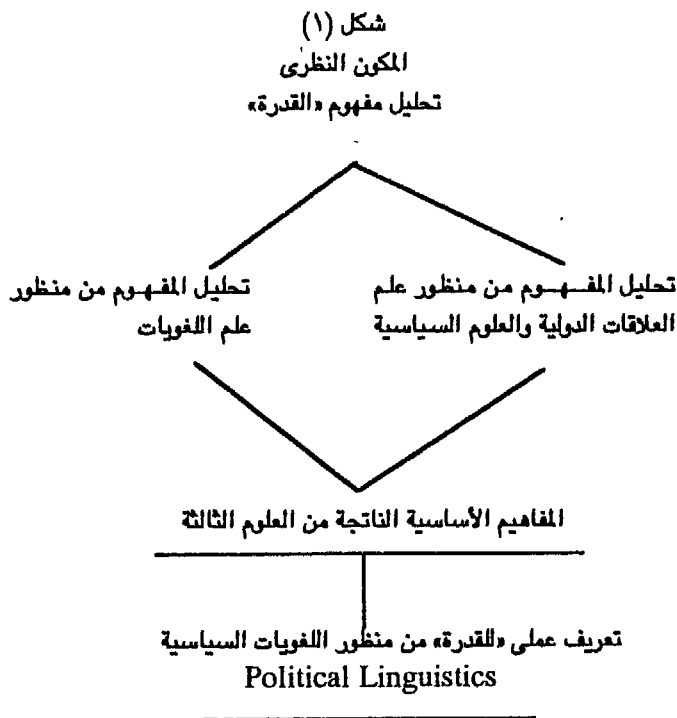 شكل (١)
المكون النظرى
تحليل مفهوم «القدرة»
تحليل المفهوم من منظور علم
العلاقات الدولية والعلوم السياسية
تحليل المفهوم من منظور
علم اللغويات
المفاهيم الأساسية الناتجة من العلوم الثالثة
تعريف عملى «للقدرة» من منظور اللغويات السياسية
Political Linguistics